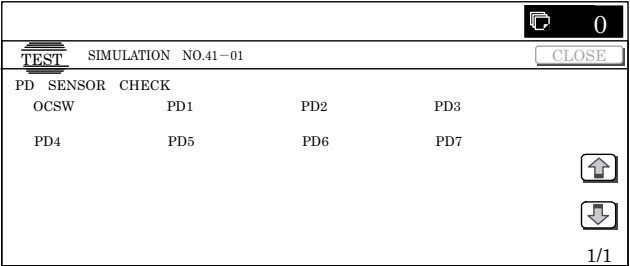 0
TEST SIMULATION NO.41-01 CLOSE
PD SENSOR CHECK
OCSW PD1 PD2 PD3
PD4 PD5 PD6 PD7
1/1